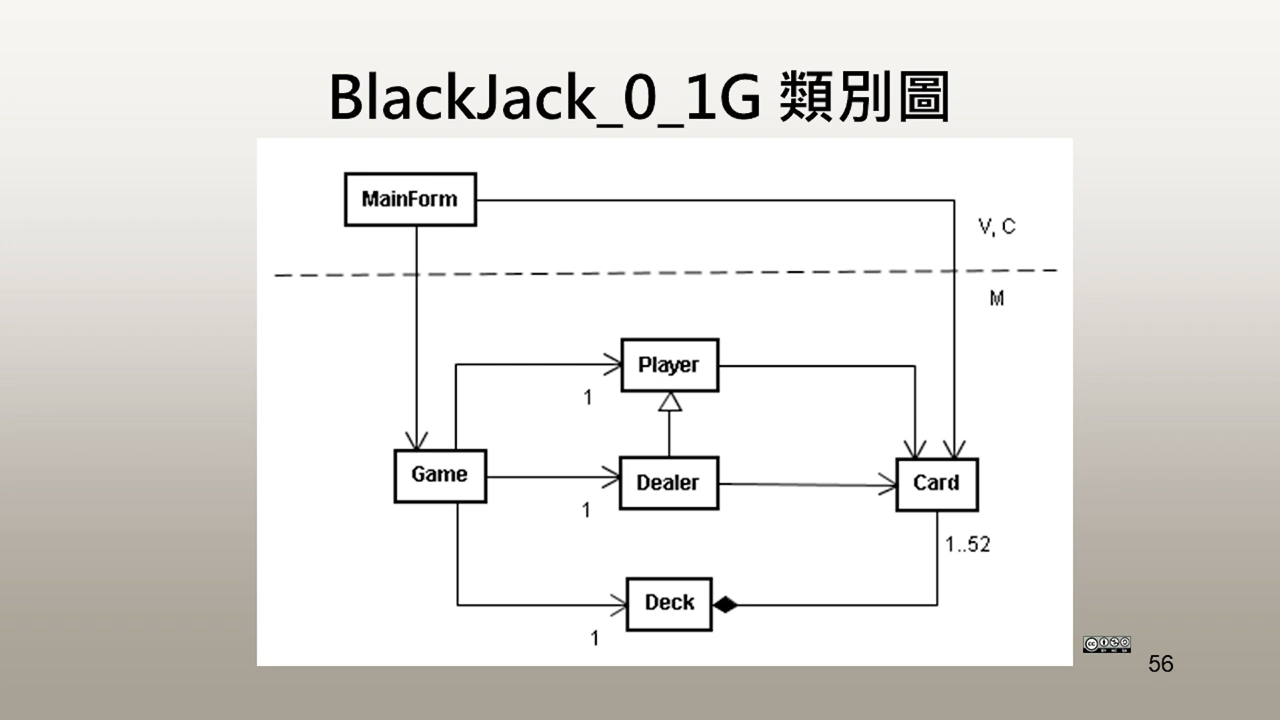 BlackJack_0_1G 類別圖
MainForm
V, C
M
Player
1
Game
Dealer
Card
1
1..52
Deck
1
56